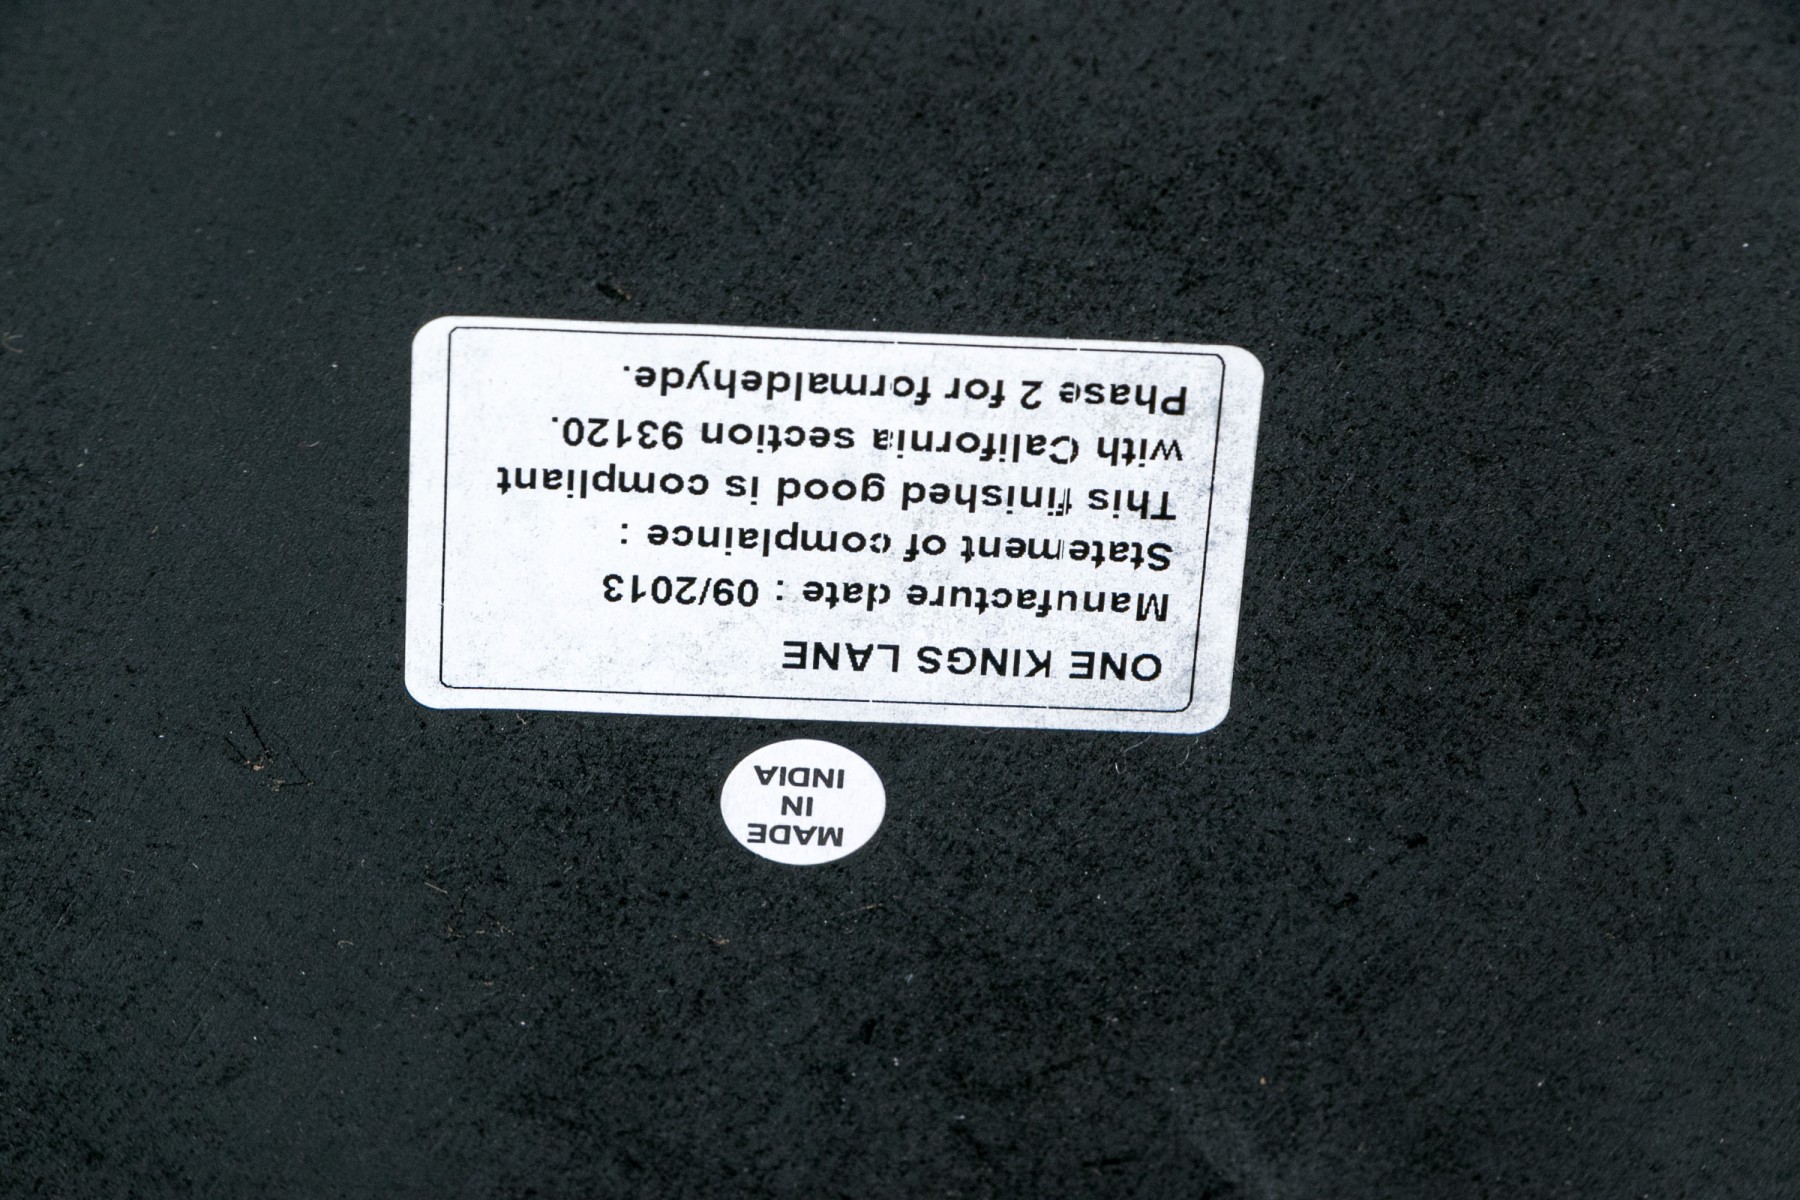 ONE KINGS LANE
Manufacture date : 09/2013
Statement of complaince :
This finished good is compliant
with California section 93120.
Phase 2 for formaldehyde.
MADE
IN
INDIA